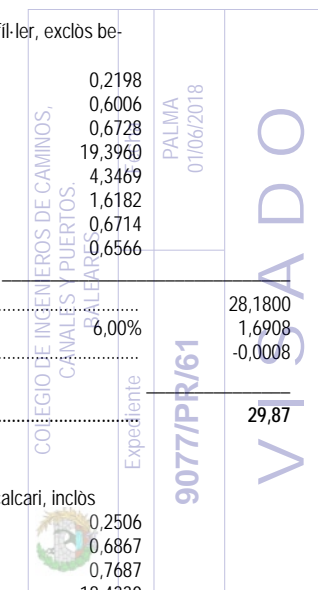 fíl·ler, exclòs be-
0,2198
0,6006
0,6728
19,3960
4,3469
1,6182
0,6714
0,6566
28,1800
6,00% 1,6908
-0,0008
29,87
calcari, inclòs
0,2506
0,6867
0,7687
COLEGIO DE INGENIEROS DE CAMINOS,
CANALES Y PUERTOS.
BALEARES
Expediente
9077/PR/61
PALMA
01/06/2018
VISADO